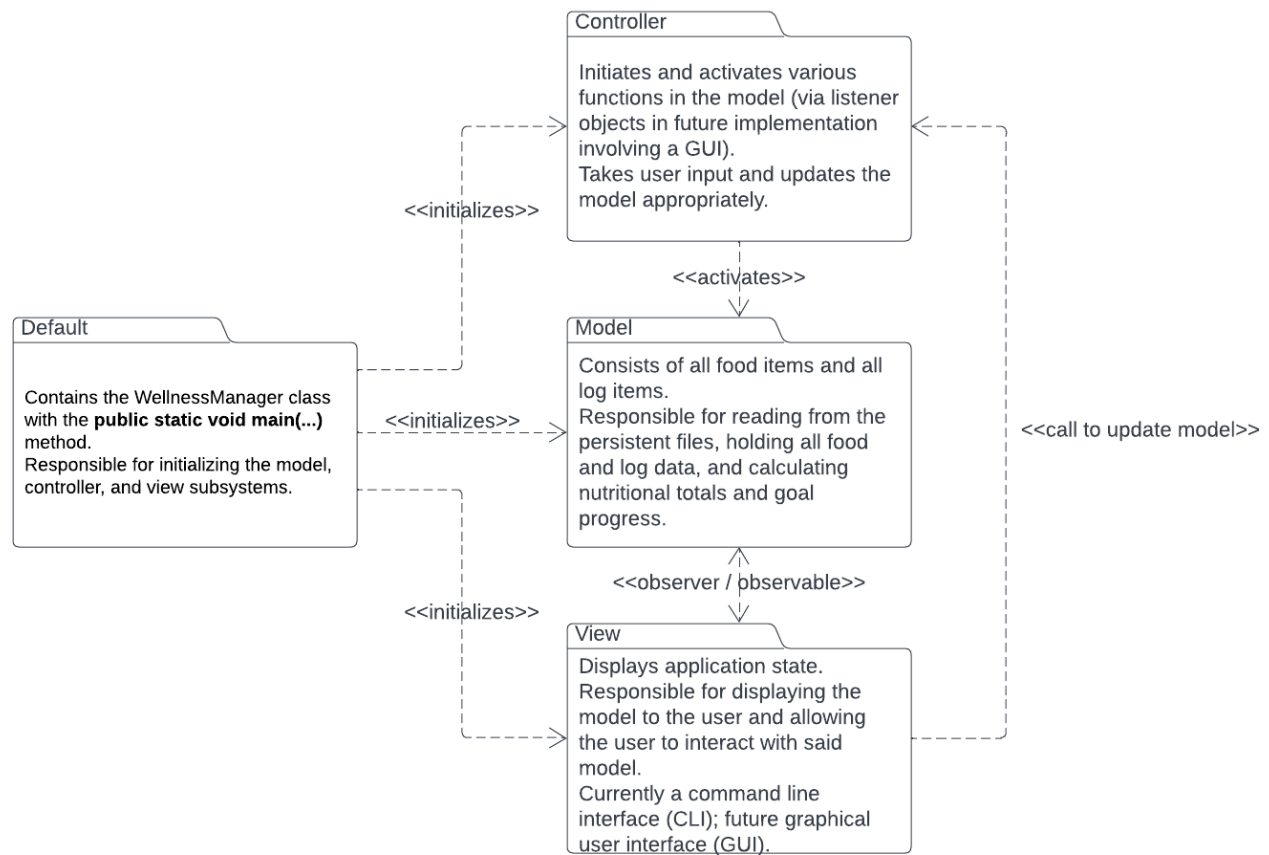 Controller
Initiates and activates various
functions in the model (via listener
objects in future implementation
involving a GUI).
Takes user input and updates the
model appropriately.
<<initializes>>
<<activates>>
Default
Contains the WellnessManager class
with the public static void main(...)
method.
Responsible for initializing the model,
controller, and view subsystems.
<<initializes>>
Model
Consists of all food items and all
log items.
Responsible for reading from the
persistent files, holding all food
and log data, and calculating
nutritional totals and goal
progress.
<<call to update model>>
<<observer / observable>>
<<initializes>>
View
Displays application state.
Responsible for displaying the
model to the user and allowing
the user to interact with said
model.
Currently a command line
interface (CLI); future graphical
user interface (GUI).